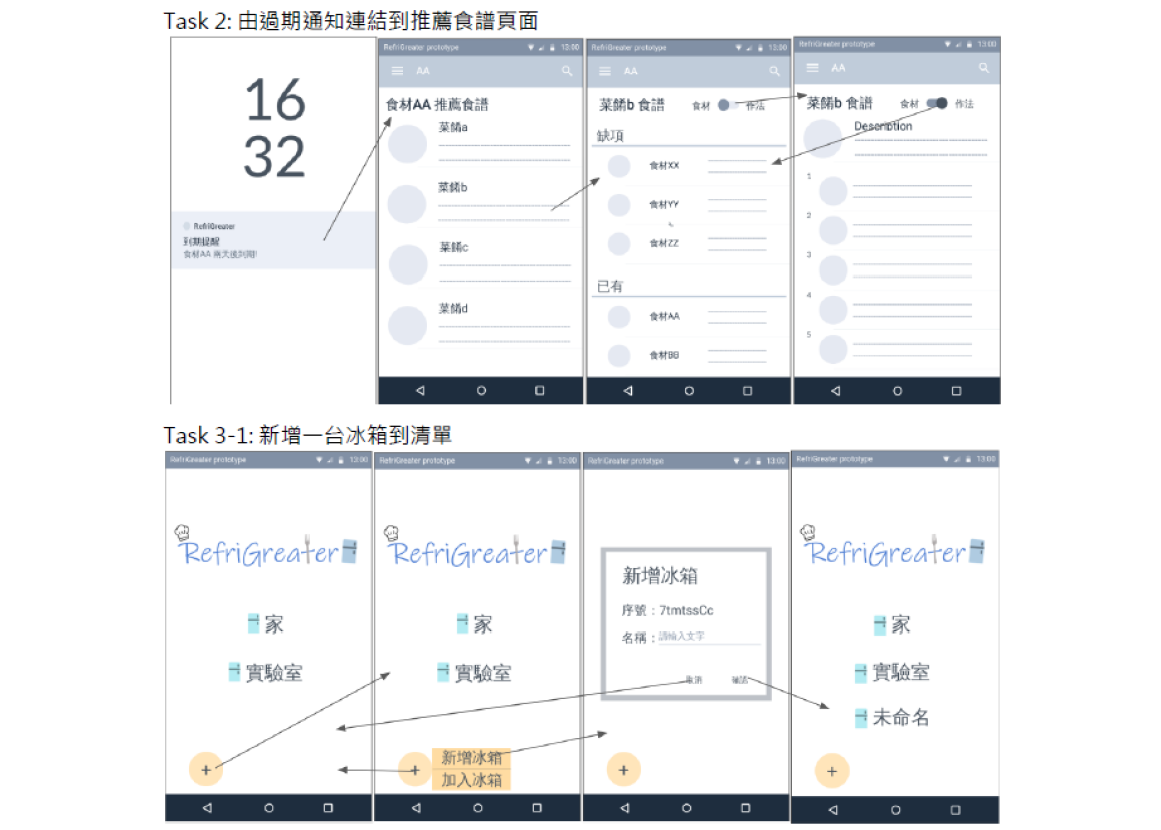 Task 2: 由過期通知連結到推薦食譜頁面
16
32
RefriGreater
到期提醒
食材AA 兩天後到期!
RefriGreater prototype 13:00
AA
食材AA 推薦食譜
菜餚a
菜餚b
菜餚c
菜餚d
RefriGreater prototype 13:00
AA
菜餚b 食譜 食材 作法
缺項
食材XX
食材YY
食材ZZ
已有
食材AA
食材BB
RefriGreater prototype 13:00
AA
菜餚b 食譜 食材 作法
Description
1
2
3
4
5
Task 3-1: 新增一台冰箱到清單
RefriGreater prototype 13:00
RefriGreater
家
實驗室
+
RefriGreater prototype 13:00
RefriGreater
家
實驗室
+
新增冰箱
加入冰箱
RefriGreater prototype 13:00
新增冰箱
序號：7tmtssCc
名稱：請輸入文字
取消 確認
+
RefriGreater prototype 13:00
RefriGreater
家
實驗室
未命名
+